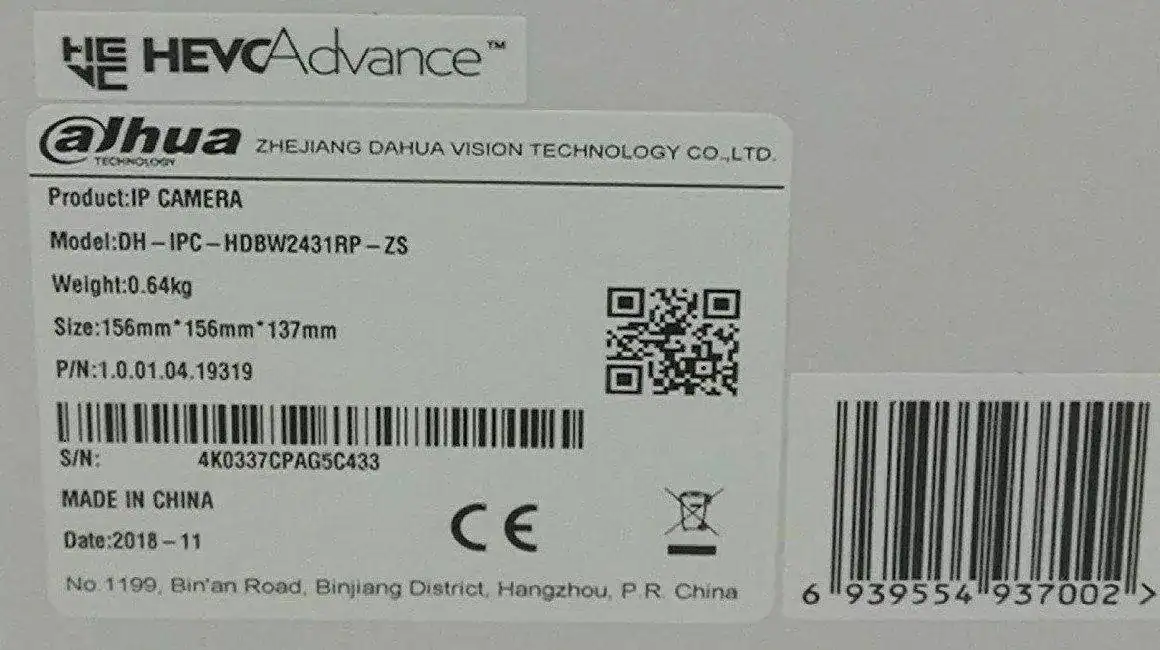 HEVC HEVCAdvance™
alhua ZHEJIANG DAHUA VISION TECHNOLOGY CO.,LTD.
TECHNOLOGY
Product:IP CAMERA
Model:DH-IPC-HDBW2431RP-ZS
Weight:0.64kg
Size:156mm*156mm*137mm
P/N:1.0.01.04.19319
S/N: 4K0337CPAG5C433
MADE IN CHINA
Date:2018-11
CE
No.1199, Bin'an Road, Binjiang District, Hangzhou, P.R. China
6 939554 937002 >